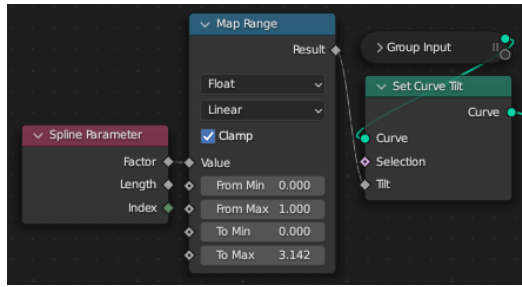 Map Range
Result
Float
Linear
Clamp
Value
From Min 0.000
From Max 1.000
To Min 0.000
To Max 3.142
Spline Parameter
Factor
Length
Index
Group Input
Set Curve Tilt
Curve
Curve
Selection
Tilt